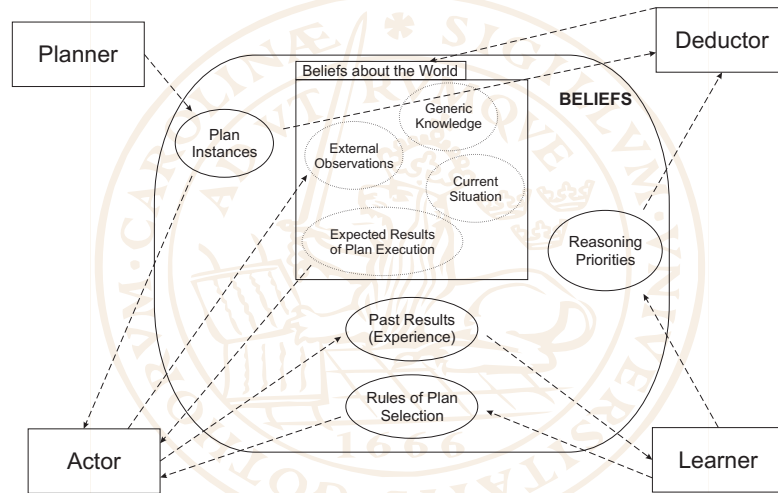 Planner
Deductor
Beliefs about the World
BELIEFS
Generic
Knowledge
Plan
Instances
External
Observations
Current
Situation
Expected Results
of Plan Execution
Reasoning
Priorities
Past Results
(Experience)
Rules of Plan
Selection
Actor
Learner
1666